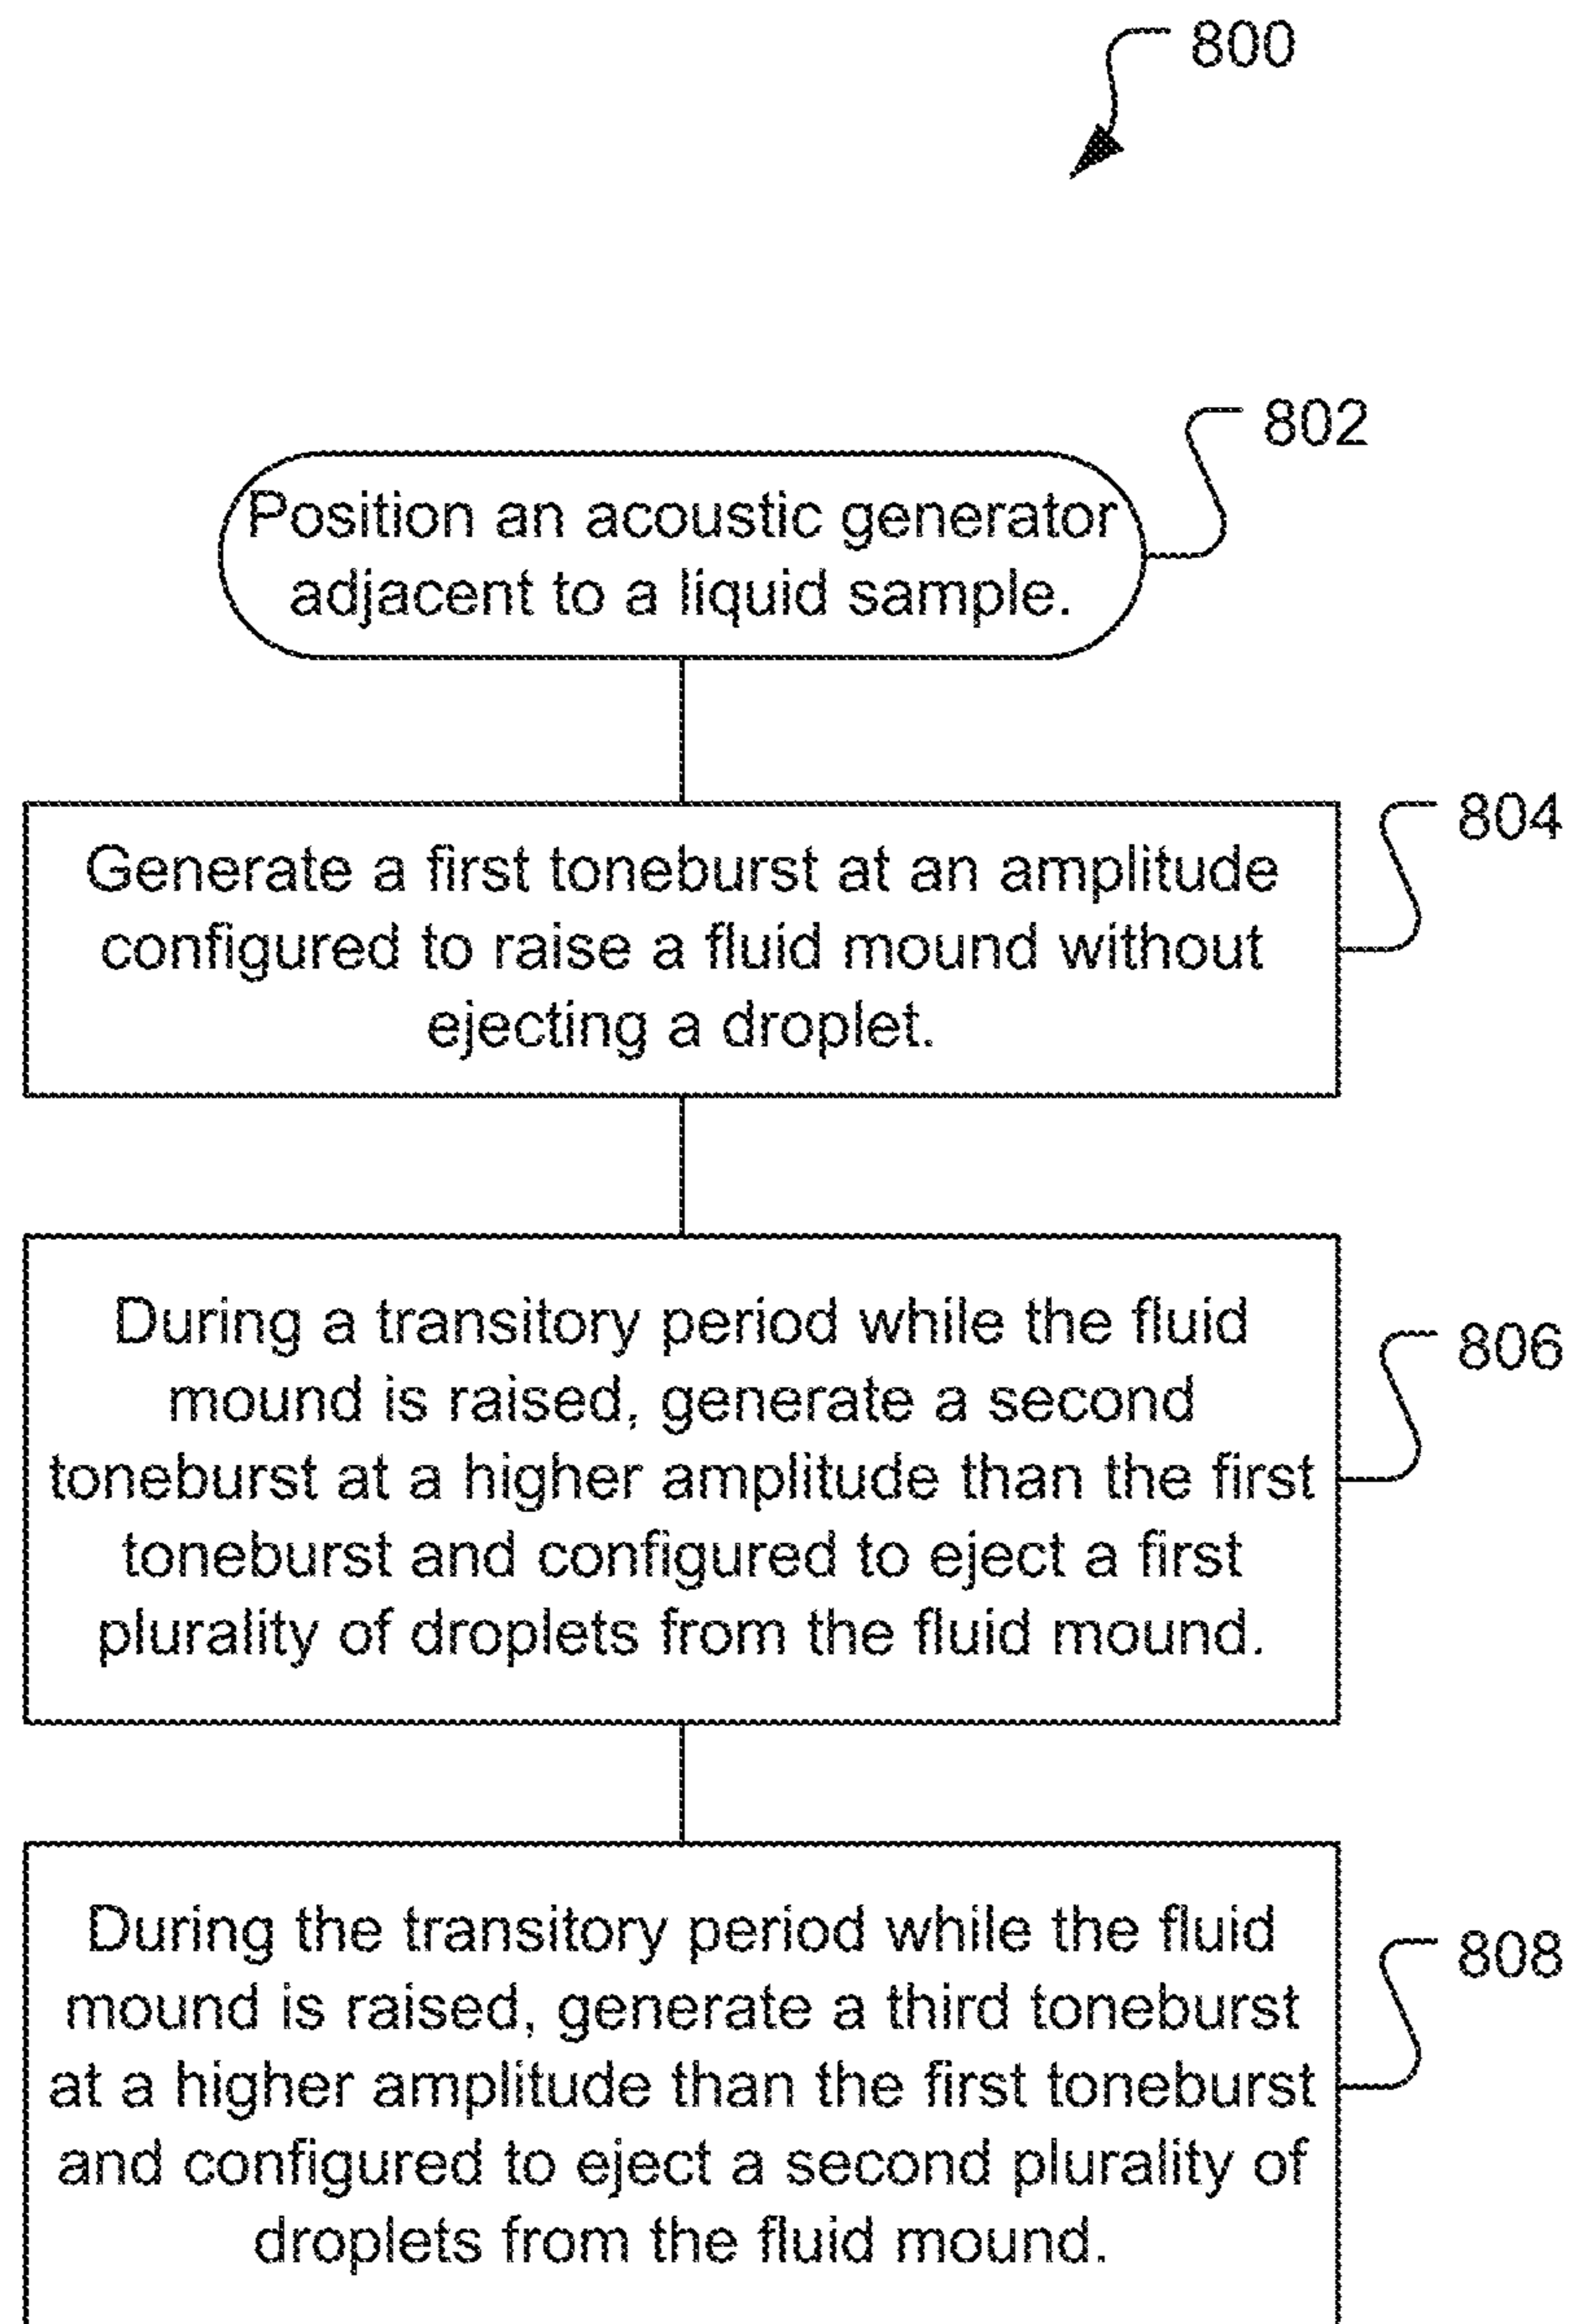 800
802
Position an acoustic generator
adjacent to a liquid sample.
804
Generate a first toneburst at an amplitude
configured to raise a fluid mound without
ejecting a droplet.
806
During a transitory period while the fluid
mound is raised, generate a second
toneburst at a higher amplitude than the first
toneburst and configured to eject a first
plurality of droplets from the fluid mound.
808
During the transitory period while the fluid
mound is raised, generate a third toneburst
at a higher amplitude than the first toneburst
and configured to eject a second plurality of
droplets from the fluid mound.